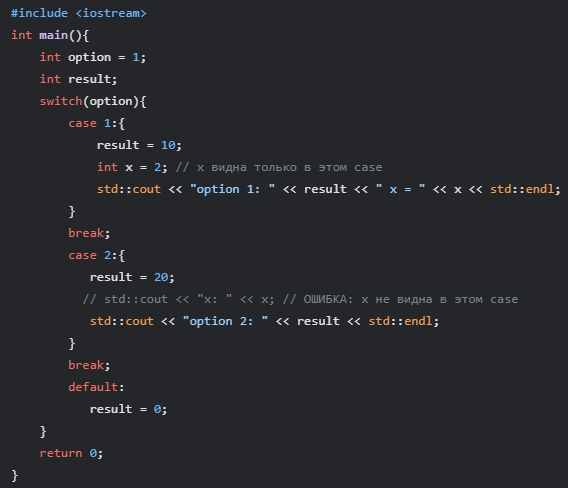 #include <iostream>
int main(){
    int option = 1;
    int result;
    switch(option){
        case 1:{
            result = 10;
            int x = 2; // x видна только в этом case
            std::cout << "option 1: " << result << " x = " << x << std::endl;
        }
        break;
        case 2:{
           result = 20;
          // std::cout << "x: " << x; // ОШИБКА: x не видна в этом case
           std::cout << "option 2: " << result << std::endl;
        }
        break;
        default:
           result = 0;
    }
    return 0;
}